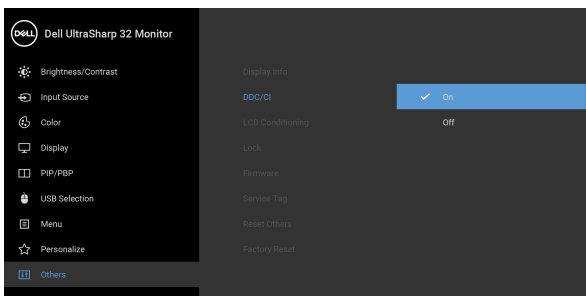 DELL Dell UltraSharp 32 Monitor
Brightness/Contrast
Input Source
Color
Display
PIP/PBP
USB Selection
Menu
Personalize
Others
Display Info
DDC/CI
LCD Conditioning
Lock
Firmware
Service Tag
Reset Others
Factory Reset
On
Off